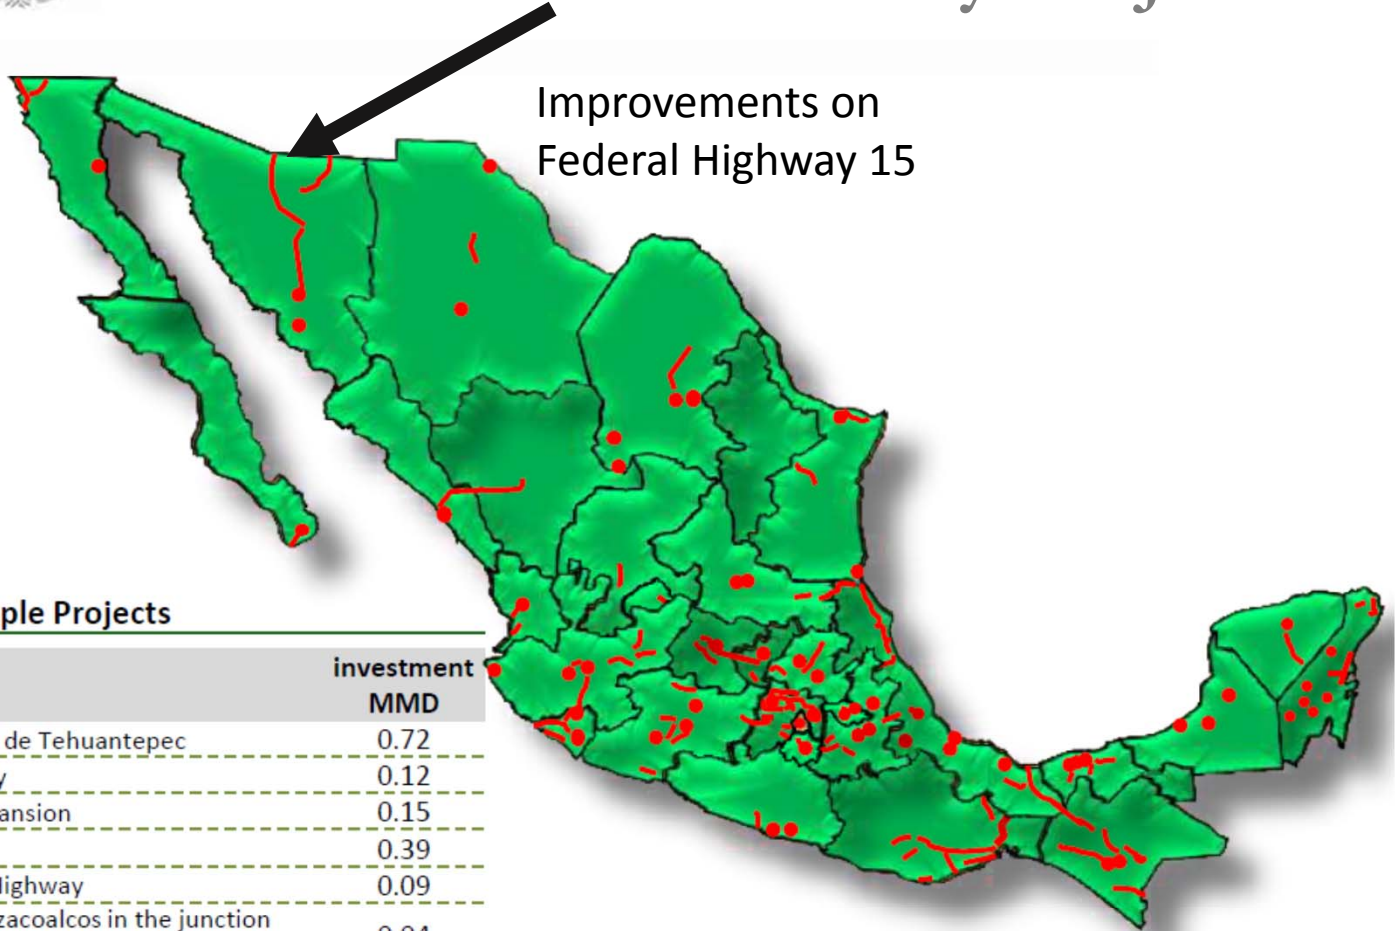 Improvements on
Federal Highway 15
ple Projects
investment
MMD
de Tehuantepec 0.72
y 0.12
ansion 0.15
0.39
Highway 0.09
zacoalcos in the junction